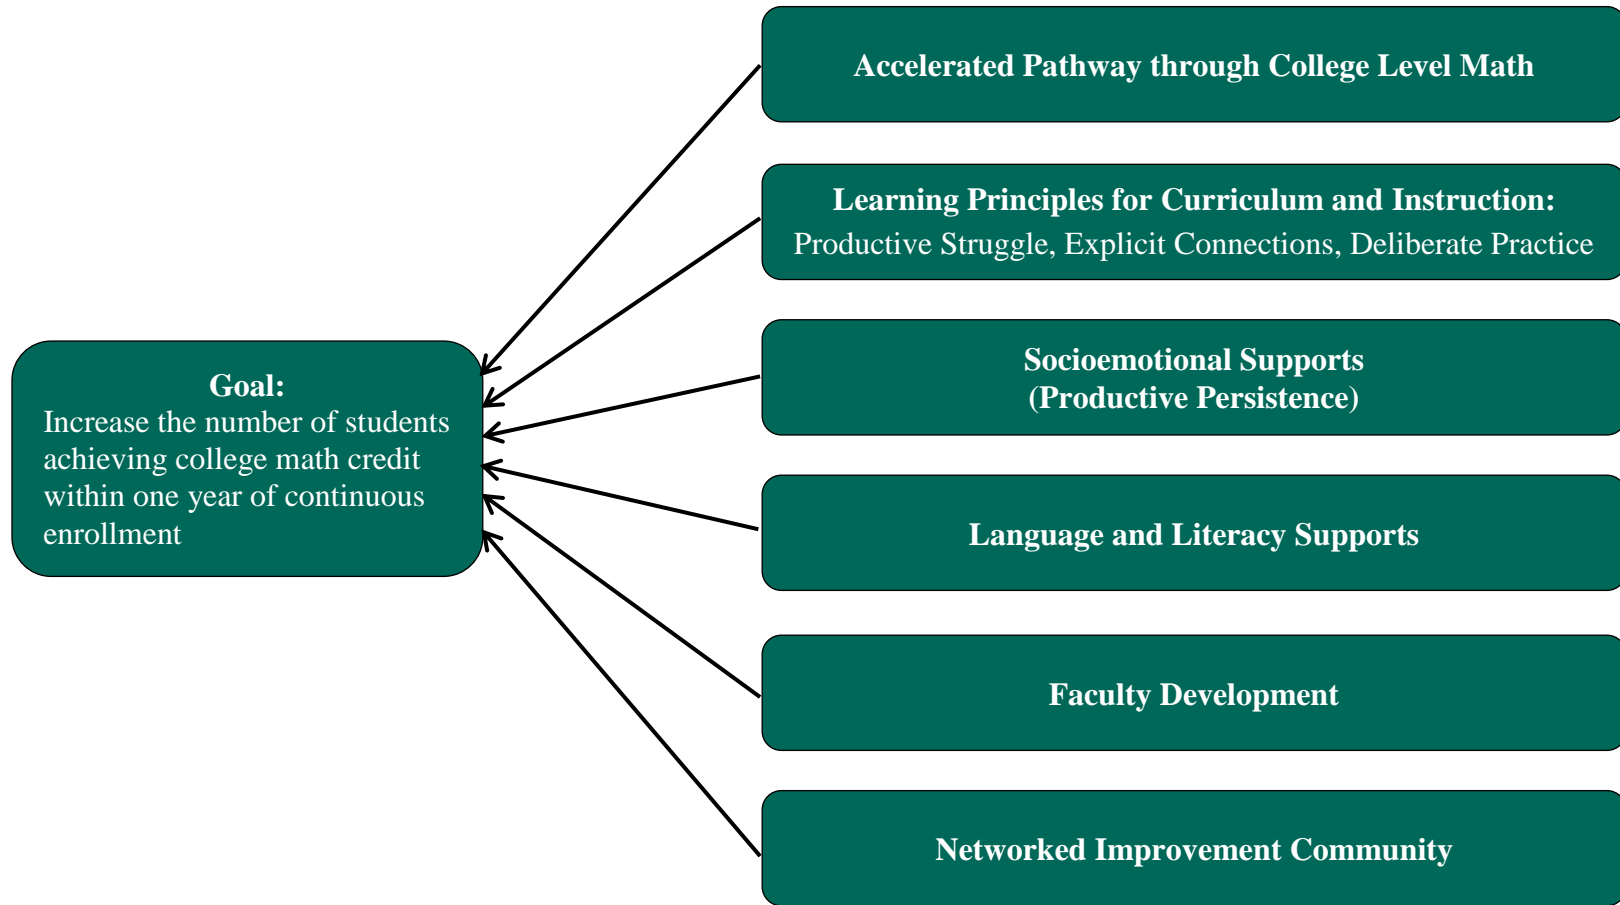 Accelerated Pathway through College Level Math
Learning Principles for Curriculum and Instruction:
Productive Struggle, Explicit Connections, Deliberate Practice
Socioemotional Supports
(Productive Persistence)
Goal:
Increase the number of students
achieving college math credit
within one year of continuous
enrollment
Language and Literacy Supports
Faculty Development
Networked Improvement Community